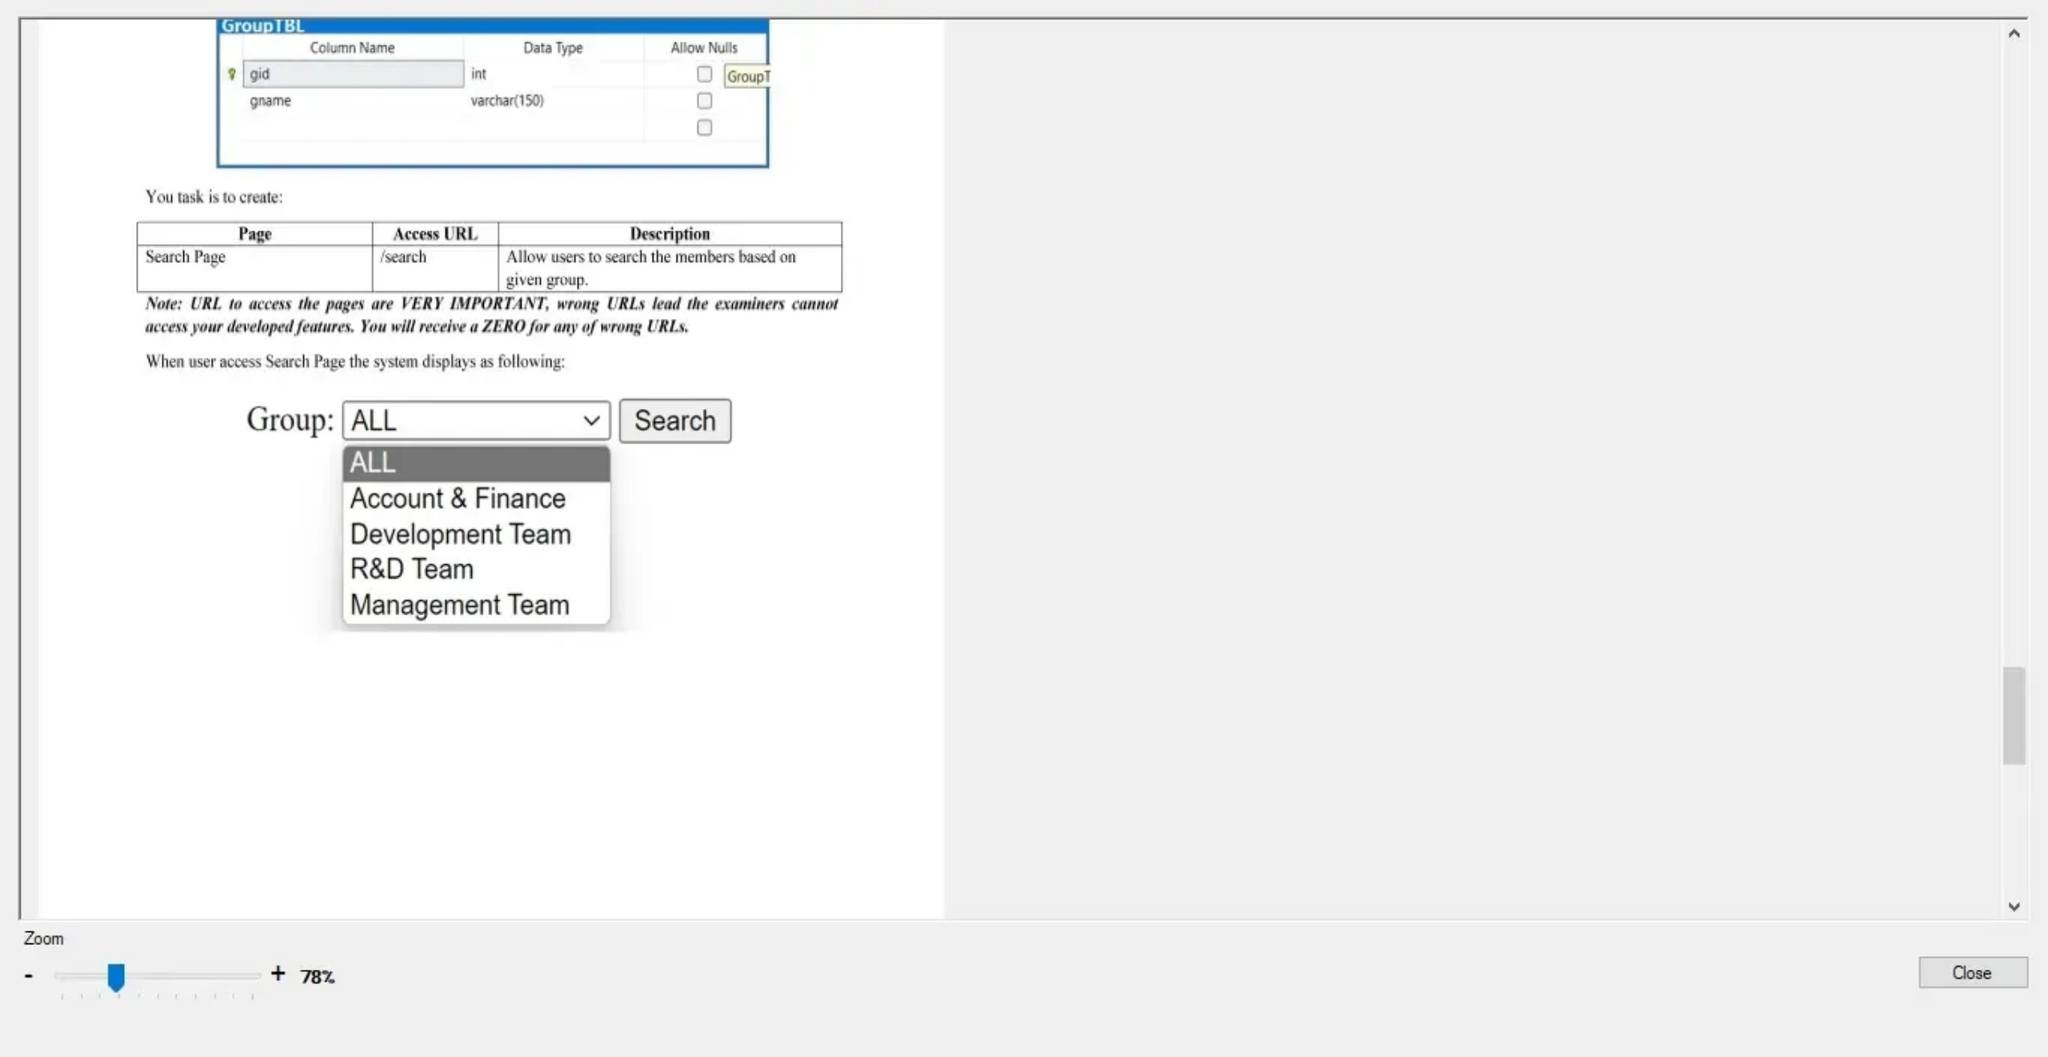 GroupTBL
Column Name Data Type Allow Nulls
gid int GroupT
gname varchar(150)
You task is to create:
Page Access URL Description
Search Page /search Allow users to search the members based on
given group.
Note: URL to access the pages are VERY IMPORTANT, wrong URLs lead the examiners cannot
access your developed features. You will receive a ZERO for any of wrong URLs.
When user access Search Page the system displays as following:
Group: ALL Search
ALL
Account & Finance
Development Team
R&D Team
Management Team
Zoom
- + 78%
Close